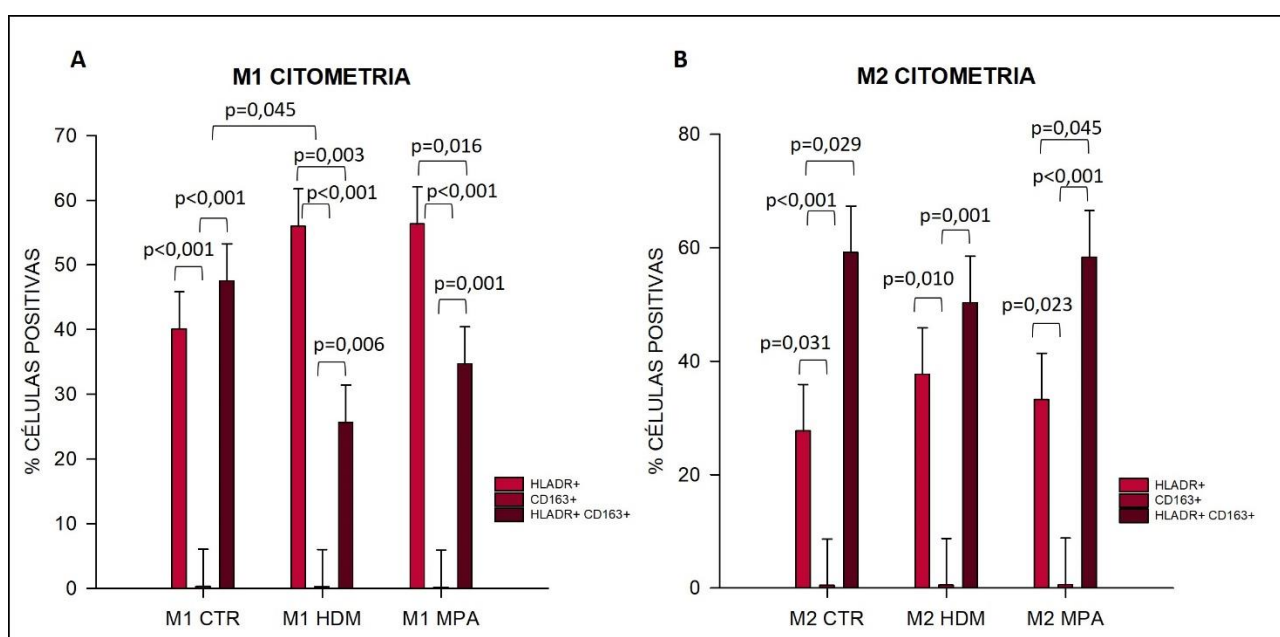 A
M1 CITOMETRIA
p=0,045
p=0,003
p=0,016
p<0,001
p<0,001
p<0,001
p<0,001
p=0,001
p=0,006
% CÉLULAS POSITIVAS
70
60
50
40
30
20
10
0
HLADR+
CD163+
HLADR+ CD163+
M1 CTR
M1 HDM
M1 MPA
B
M2 CITOMETRIA
p=0,045
p=0,029
p<0,001
p<0,001
p=0,001
p=0,010
p=0,023
p=0,031
% CÉLULAS POSITIVAS
80
60
40
20
0
HLADR+
CD163+
HLADR+ CD163+
M2 CTR
M2 HDM
M2 MPA